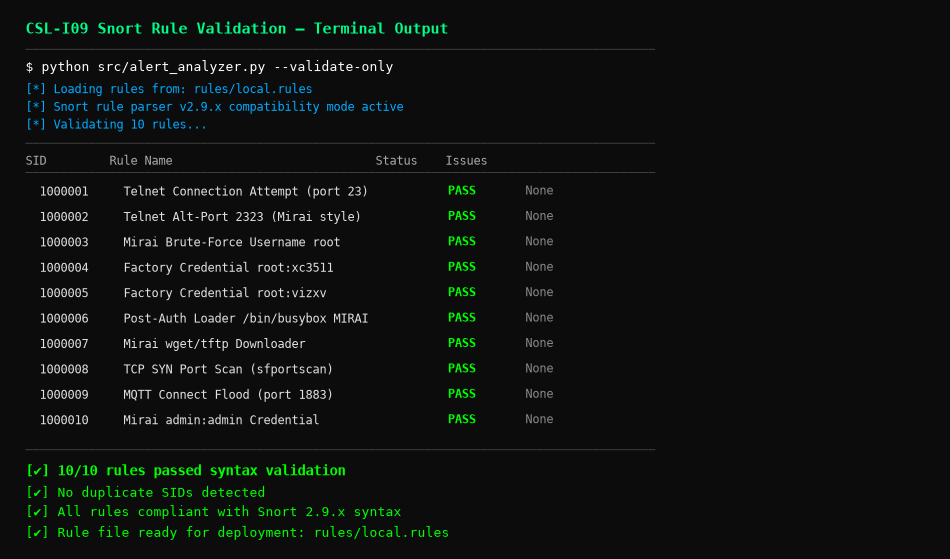 CSL-I09 Snort Rule Validation — Terminal Output
$ python src/alert_analyzer.py --validate-only
[*] Loading rules from: rules/local.rules
[*] Snort rule parser v2.9.x compatibility mode active
[*] Validating 10 rules...
SID Rule Name Status Issues
1000001 Telnet Connection Attempt (port 23) PASS None
1000002 Telnet Alt-Port 2323 (Mirai style) PASS None
1000003 Mirai Brute-Force Username root PASS None
1000004 Factory Credential root:xc3511 PASS None
1000005 Factory Credential root:vizxv PASS None
1000006 Post-Auth Loader /bin/busybox MIRAI PASS None
1000007 Mirai wget/tftp Downloader PASS None
1000008 TCP SYN Port Scan (sfportscan) PASS None
1000009 MQTT Connect Flood (port 1883) PASS None
1000010 Mirai admin:admin Credential PASS None
[✔] 10/10 rules passed syntax validation
[✔] No duplicate SIDs detected
[✔] All rules compliant with Snort 2.9.x syntax
[✔] Rule file ready for deployment: rules/local.rules